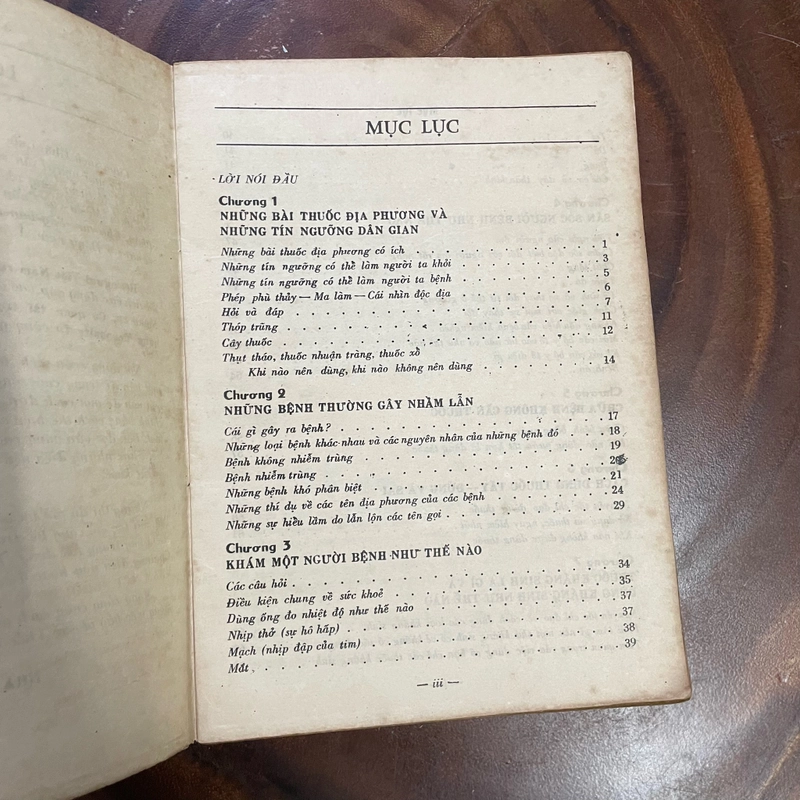 MỤC LỤC
LỜI NÓI ĐẦU
Chương 1
NHỮNG BÀI THUỐC ĐỊA PHƯƠNG VÀ
NHỮNG TÍN NGƯỠNG DÂN GIAN
Những bài thuốc địa phương có ích . . . . . . . . . . 1
Những tín ngưỡng có thể làm người ta khỏi . . . . . . . . . . 3
Những tín ngưỡng có thể làm người ta bệnh . . . . . . . . . . 5
Phép phù thủy — Ma làm — Cái nhìn độc địa . . . . . . . . . . 6
Hỏi và đáp . . . . . . . . . . 7
Thóp trũng . . . . . . . . . . 11
Cây thuốc . . . . . . . . . . 12
Thụt tháo, thuốc nhuận tràng, thuốc xổ
Khi nào nên dùng, khi nào không nên dùng . . . . . . . . . . 14
Chương 2
NHỮNG BỆNH THƯỜNG GÂY NHẦM LẪN
Cái gì gây ra bệnh? . . . . . . . . . . 17
Những loại bệnh khác nhau và các nguyên nhân của những bệnh đó . . . . 18
Bệnh không nhiễm trùng . . . . . . . . . . 19
Bệnh nhiễm trùng . . . . . . . . . . 20
Những bệnh khó phân biệt . . . . . . . . . . 21
Những thí dụ về các tên địa phương của các bệnh . . . . . . . . . . 24
Những sự hiểu lầm do lẫn lộn các tên gọi . . . . . . . . . . 29
Chương 3
KHÁM MỘT NGƯỜI BỆNH NHƯ THẾ NÀO
Các câu hỏi . . . . . . . . . . 34
Điều kiện chung về sức khoẻ . . . . . . . . . . 35
Dùng ống đo nhiệt độ như thế nào . . . . . . . . . . 37
Nhịp thở (sự hô hấp) . . . . . . . . . . 37
Mạch (nhịp đập của tim) . . . . . . . . . . 38
Mắt . . . . . . . . . . 39
— iii —